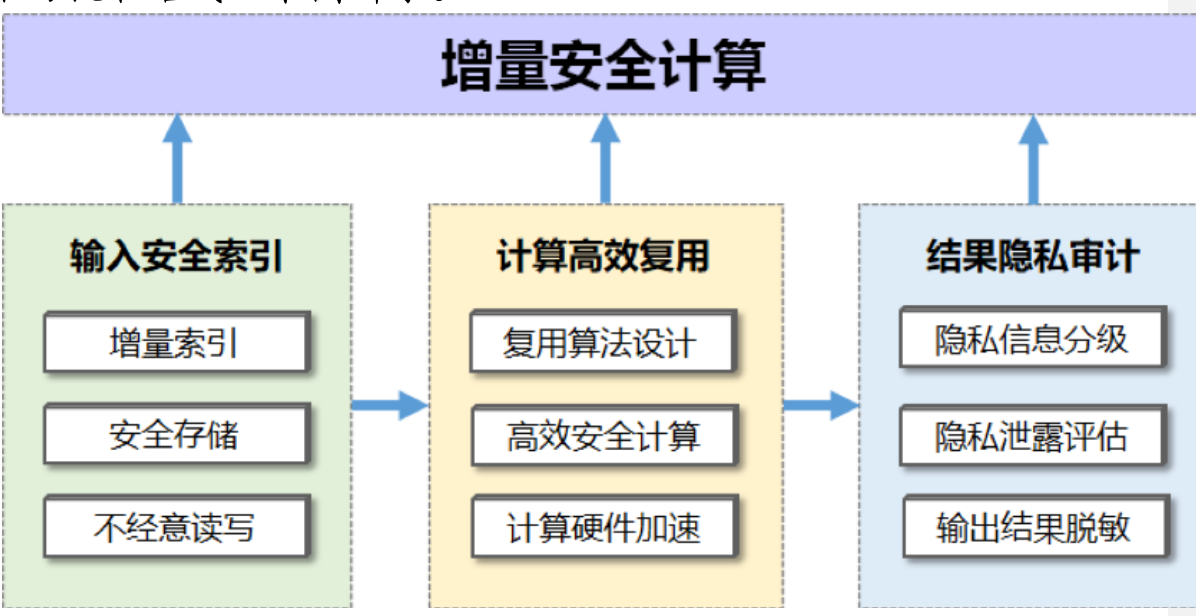 增量安全计算
输入安全索引
增量索引
安全存储
不经意读写
计算高效复用
复用算法设计
高效安全计算
计算硬件加速
结果隐私审计
隐私信息分级
隐私泄露评估
输出结果脱敏